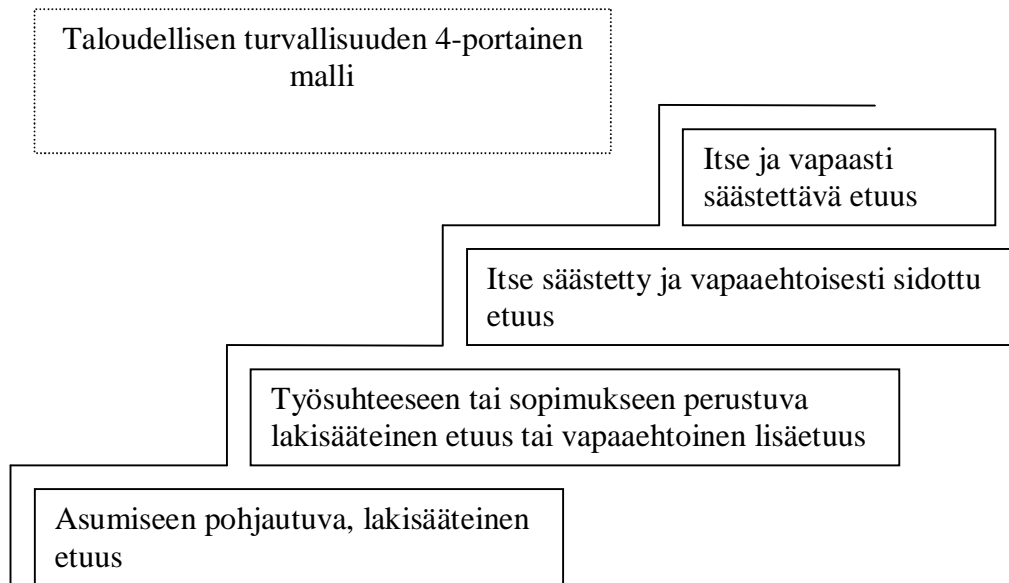 Taloudellisen turvallisuuden 4-portainen
malli
Itse ja vapaasti
säästettävä etuus
Itse säästetty ja vapaaehtoisesti sidottu
etuus
Työsuhteeseen tai sopimukseen perustuva
lakisääteinen etuus tai vapaaehtoinen lisäetuus
Asumiseen pohjautuva, lakisääteinen
etuus